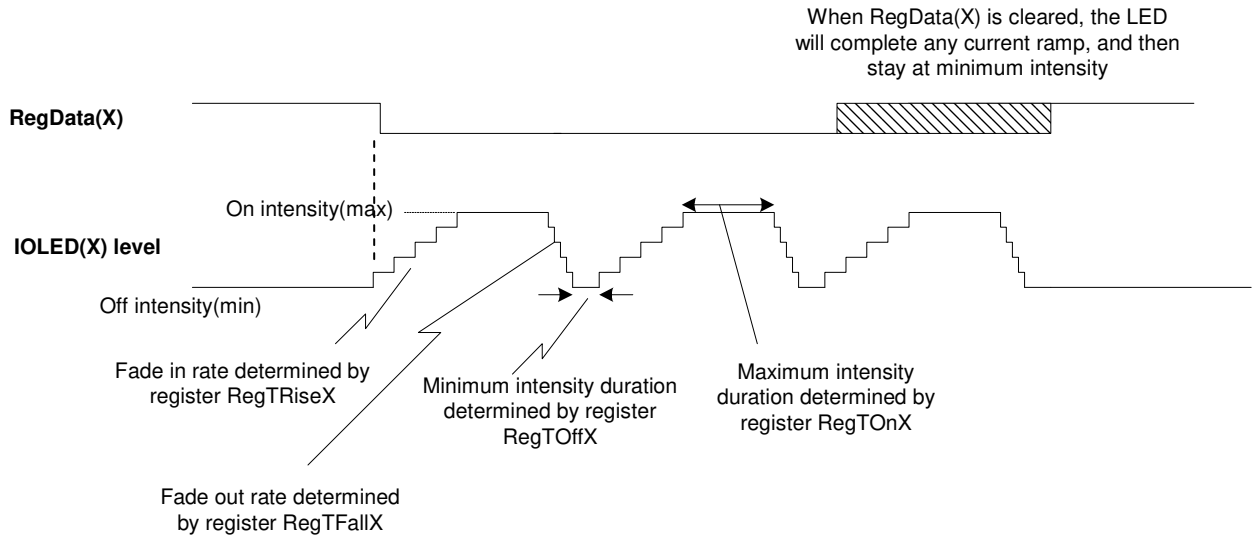 When RegData(X) is cleared, the LED
will complete any current ramp, and then
stay at minimum intensity
RegData(X)
On intensity(max)
IOLED(X) level
Off intensity(min)
Fade in rate determined by
register RegTRiseX
Minimum intensity duration
determined by register
RegTOffX
Maximum intensity
duration determined by
register RegTOnX
Fade out rate determined
by register RegTFallX